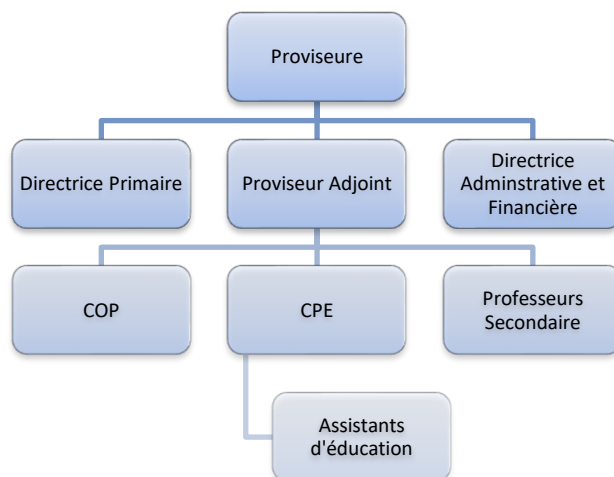 Proviseure
Directrice Primaire
Proviseur Adjoint
Directrice
Adminstrative et
Financière
COP
CPE
Professeurs
Secondaire
Assistants
d'éducation